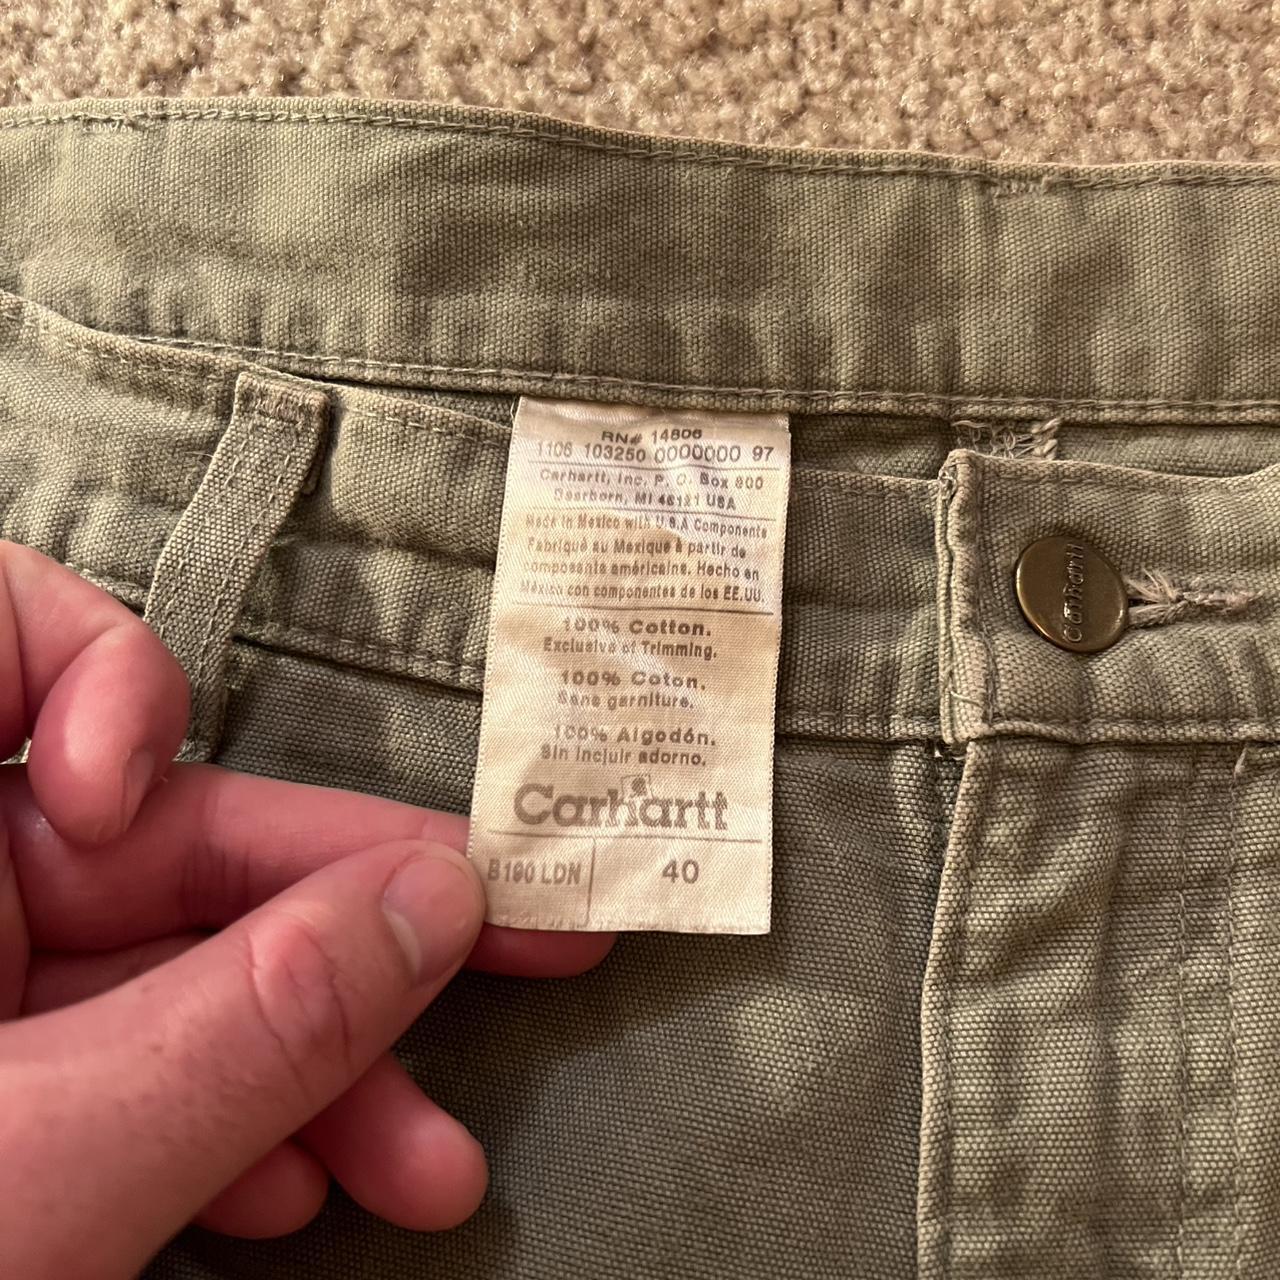 RN# 14806
1106 103250 0000000 97
Carhartt, Inc. P. O. Box 600
Dearborn, MI 48121 USA
Made in Mexico with U.S.A Components
Fabriqué au Mexique à partir de
composants américains. Hecho en
México con componentes de los EE.UU.
100% Cotton.
Exclusive of Trimming.
100% Coton.
Sans garniture.
100% Algodón.
Sin incluir adorno.
Carhartt
B190 LDN 40
Carhartt